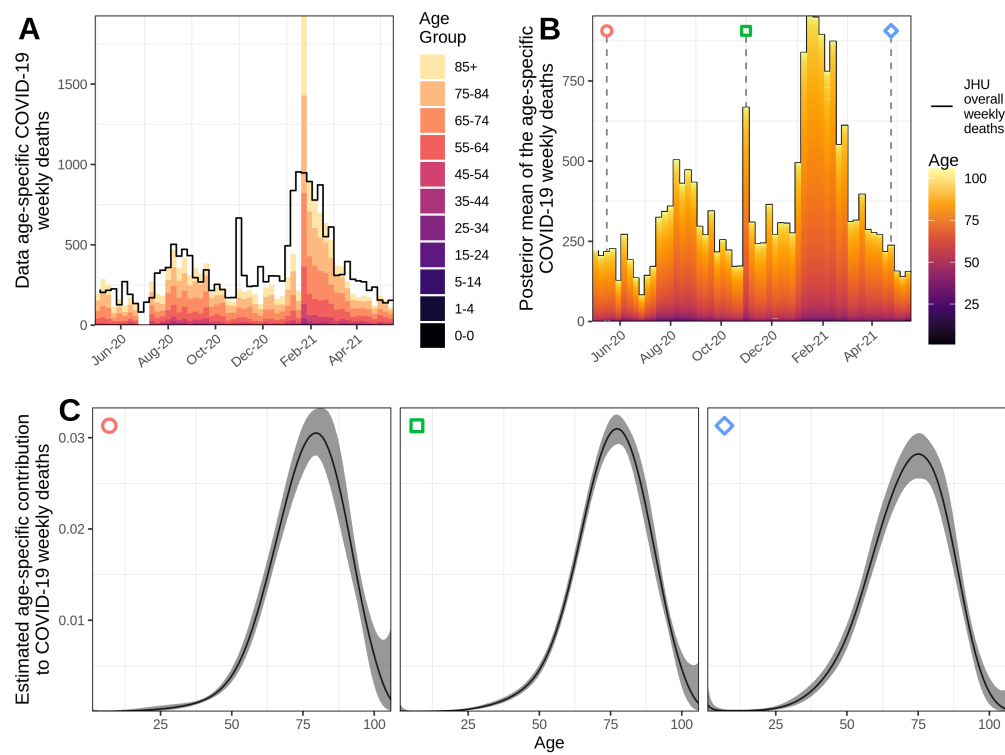 A
Data age-specific COVID-19
weekly deaths
1500
1000
500
0
Jun-20
Aug-20
Oct-20
Dec-20
Feb-21
Apr-21
Age
Group
85+
75-84
65-74
55-64
45-54
35-44
25-34
15-24
5-14
1-4
0-0
B
Posterior mean of the age-specific
COVID-19 weekly deaths
750
500
250
0
Jun-20
Aug-20
Oct-20
Dec-20
Feb-21
Apr-21
JHU
overall
weekly
deaths
Age
100
75
50
25
C
Estimated age-specific contribution
to COVID-19 weekly deaths
0.03
0.02
0.01
25
50
75
100
25
50
75
100
25
50
75
100
Age